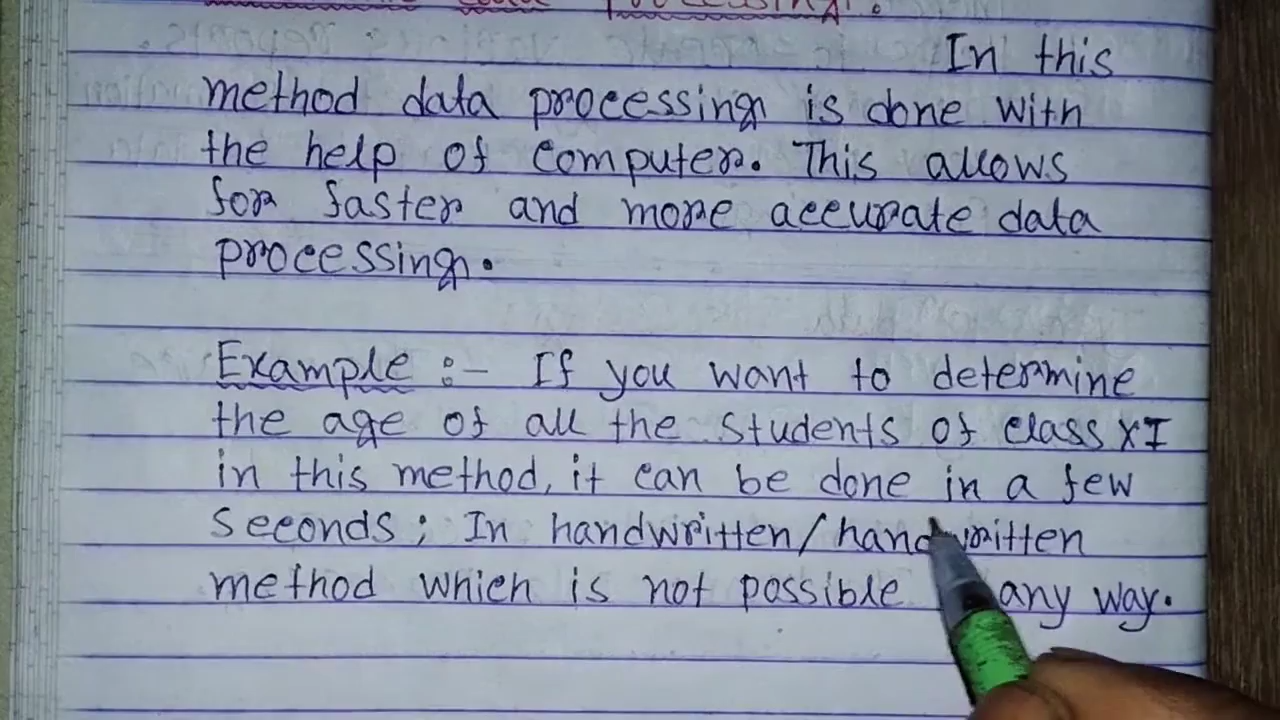 processing.
In this
method data processing is done with
the help of computer. This allows
for faster and more accurate data
processing.
Example :- If you want to determine
the age of all the students of class XI
in this method, it can be done in a few
seconds; In handwritten/handwritten
method which is not possible any way.